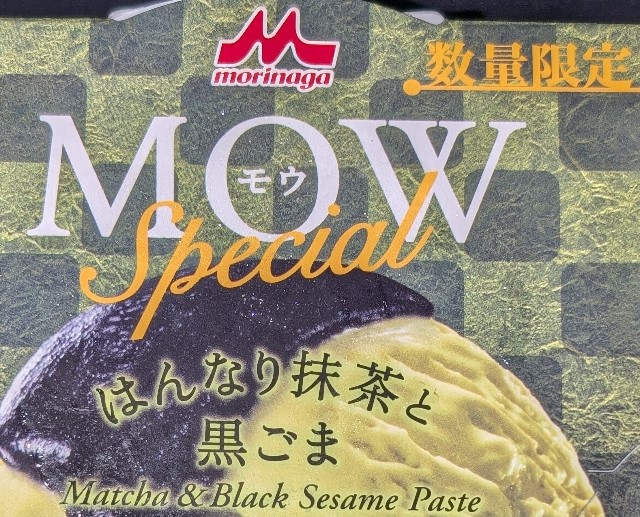 morinaga
数量限定
MOW
モウ
Special
はんなり抹茶と
黒ごま
Matcha & Black Sesame Paste